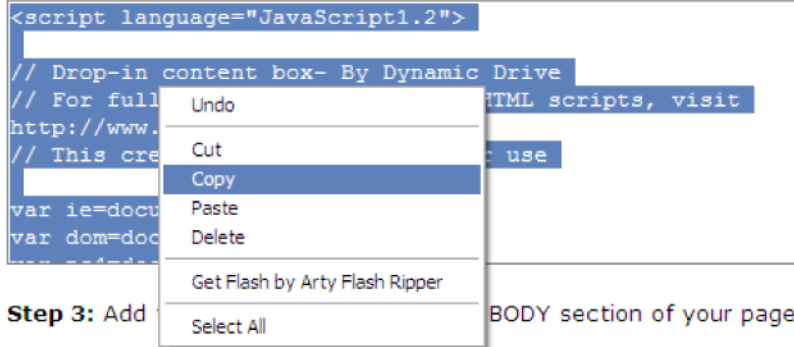 <script language="JavaScript1.2">
// Drop-in content box- By Dynamic Drive
// For full HTML scripts, visit
http://www.
// This cre use
var ie=docu
var dom=doc
Undo
Cut
Copy
Paste
Delete
Get Flash by Arty Flash Ripper
Select All
Step 3: Add BODY section of your page